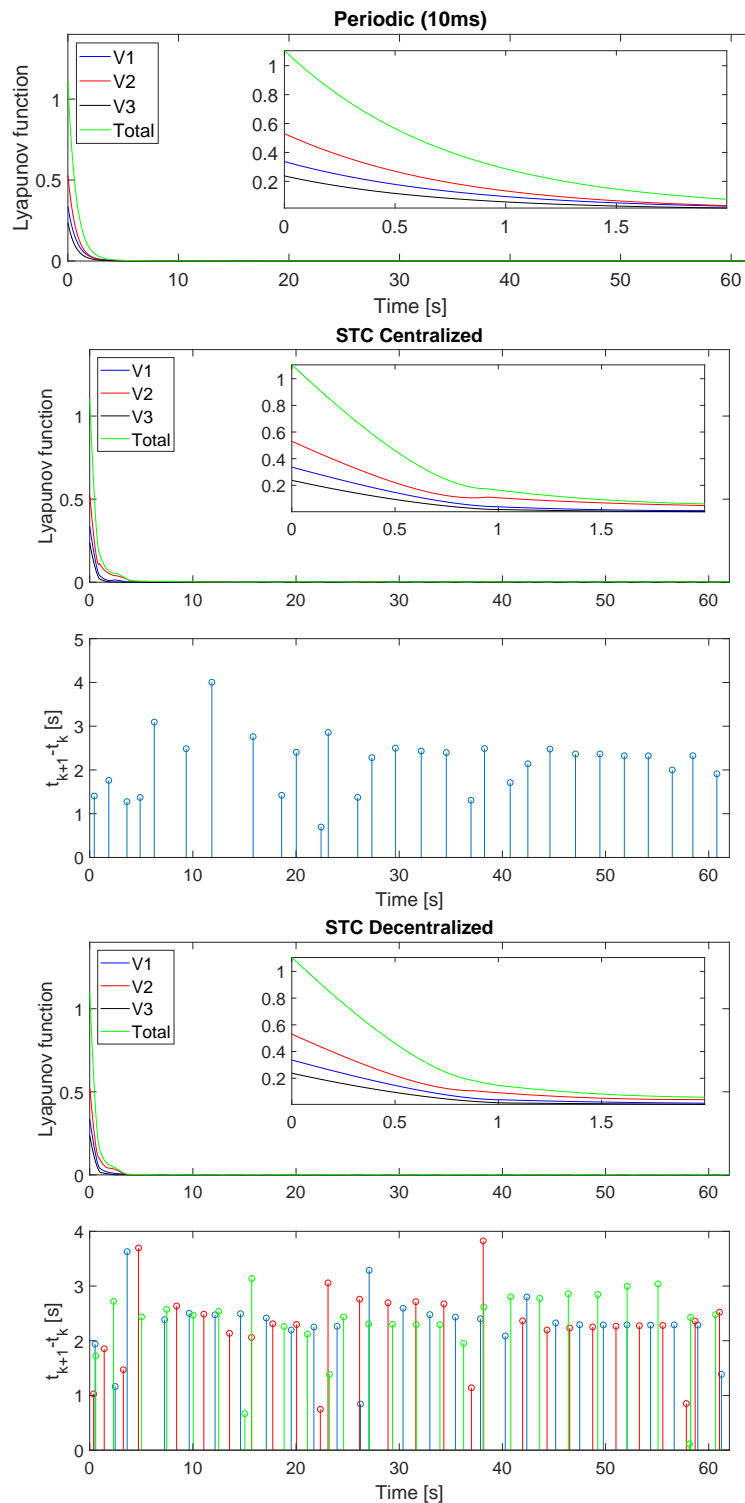 Periodic (10ms)
Lyapunov function
V1
V2
V3
Total
1
0.5
0
1
0.8
0.6
0.4
0.2
0 0.5 1 1.5
0 10 20 30 40 50 60
Time [s]
STC Centralized
Lyapunov function
V1
V2
V3
Total
1
0.5
0
1
0.8
0.6
0.4
0.2
0 0.5 1 1.5
0 10 20 30 40 50 60
t_{k+1}-t_k [s]
5
4
3
2
1
0
0 10 20 30 40 50 60
Time [s]
STC Decentralized
Lyapunov function
V1
V2
V3
Total
1
0.5
0
1
0.8
0.6
0.4
0.2
0 0.5 1 1.5
0 10 20 30 40 50 60
t_{k+1}-t_k [s]
4
3
2
1
0
0 10 20 30 40 50 60
Time [s]